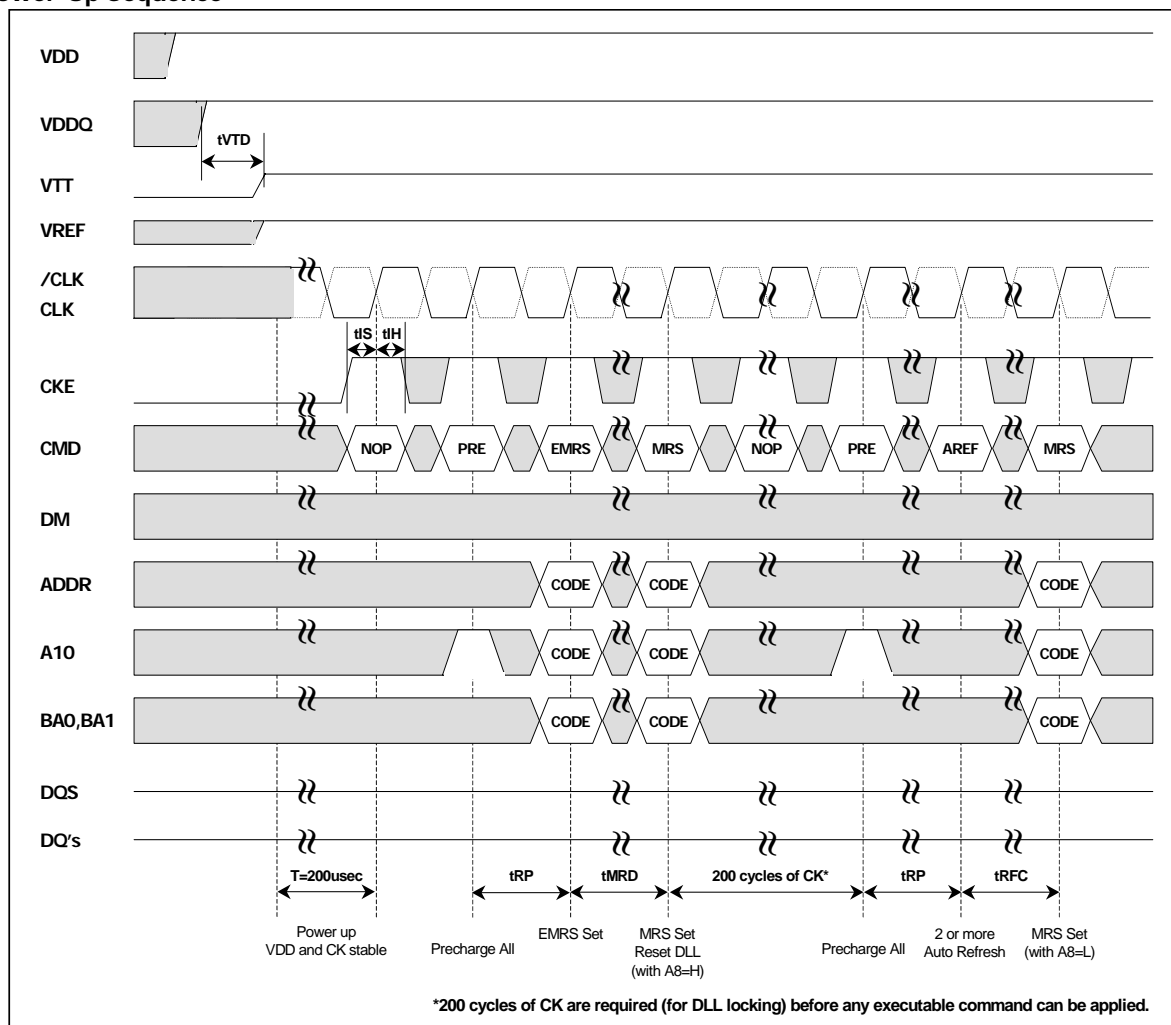 VDD
VDDQ
tVTD
VTT
VREF
/CLK
CLK
tIS tIH
CKE
CMD NOP PRE EMRS MRS NOP PRE AREF MRS
DM
ADDR CODE CODE CODE
A10 CODE CODE CODE
BA0,BA1 CODE CODE CODE
DQS
DQ's
T=200usec tRP tMRD 200 cycles of CK* tRP tRFC
Power up
VDD and CK stable
Precharge All
EMRS Set
MRS Set
Reset DLL
(with A8=H)
Precharge All
2 or more
Auto Refresh
MRS Set
(with A8=L)
*200 cycles of CK are required (for DLL locking) before any executable command can be applied.